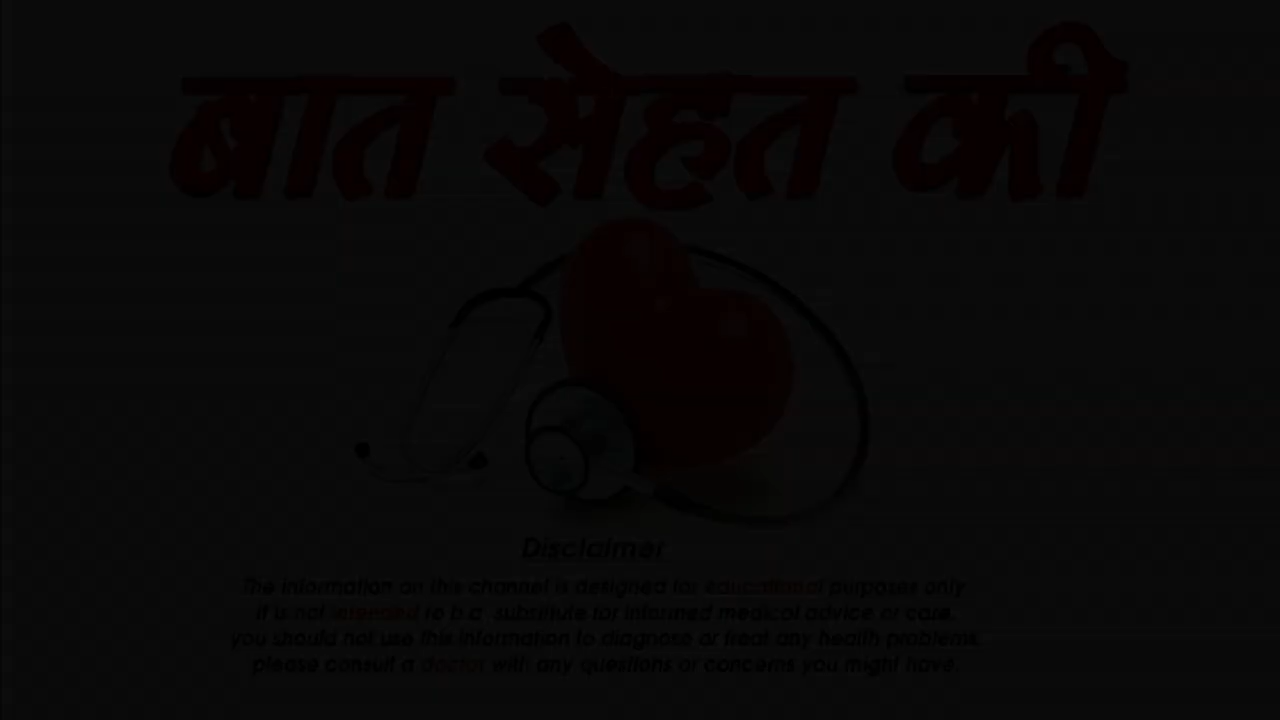 बात सेहत की
Disclaimer
The information on this channel is designed for educational purposes only
it is not intended to b a substitute for informed medical advice or care.
you should not use this information to diagnose or treat any health problems.
please consult a doctor with any questions or concerns you might have.